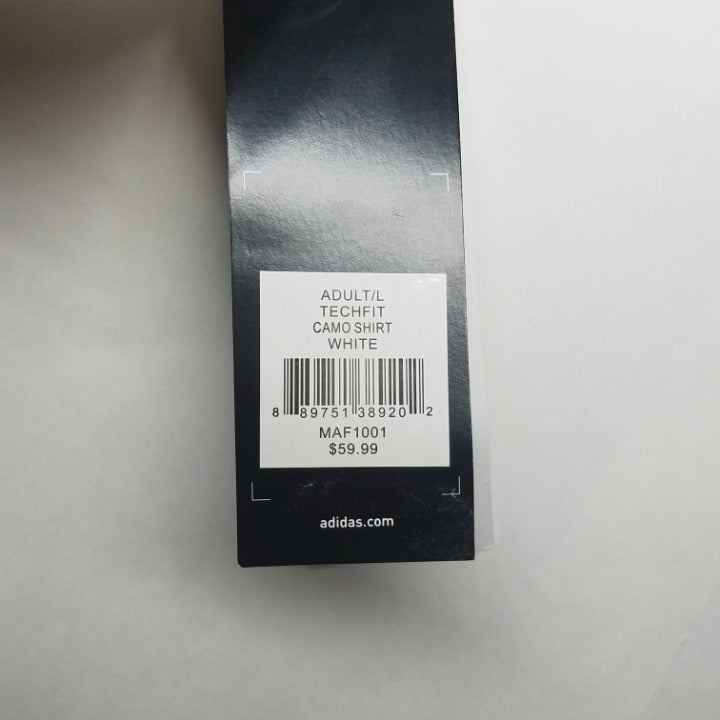 ADULT/L
TECHFIT
CAMO SHIRT
WHITE
8 89751 38920 2
MAF1001
$59.99
adidas.com